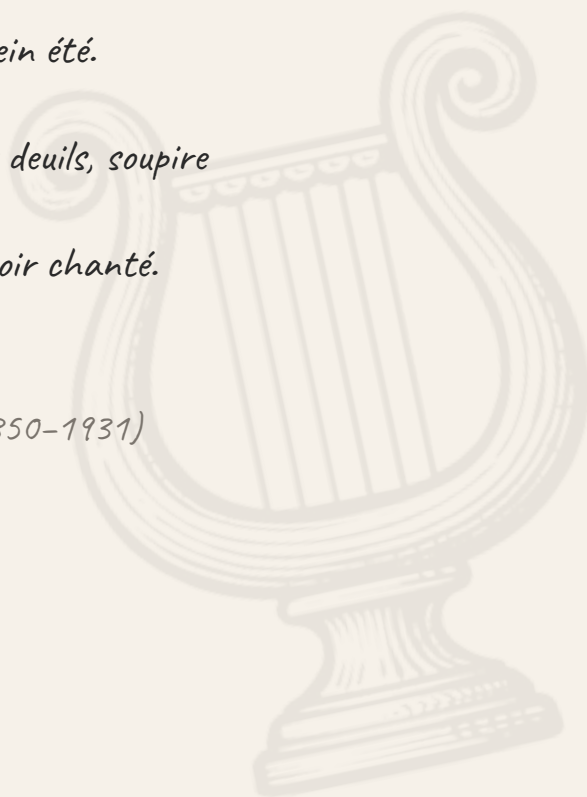 ein été.
deuils, soupire
oir chanté.
850–1931)